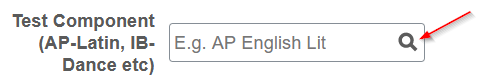 Test Component
(AP-Latin, IB-
Dance etc)
E.g. AP English Lit